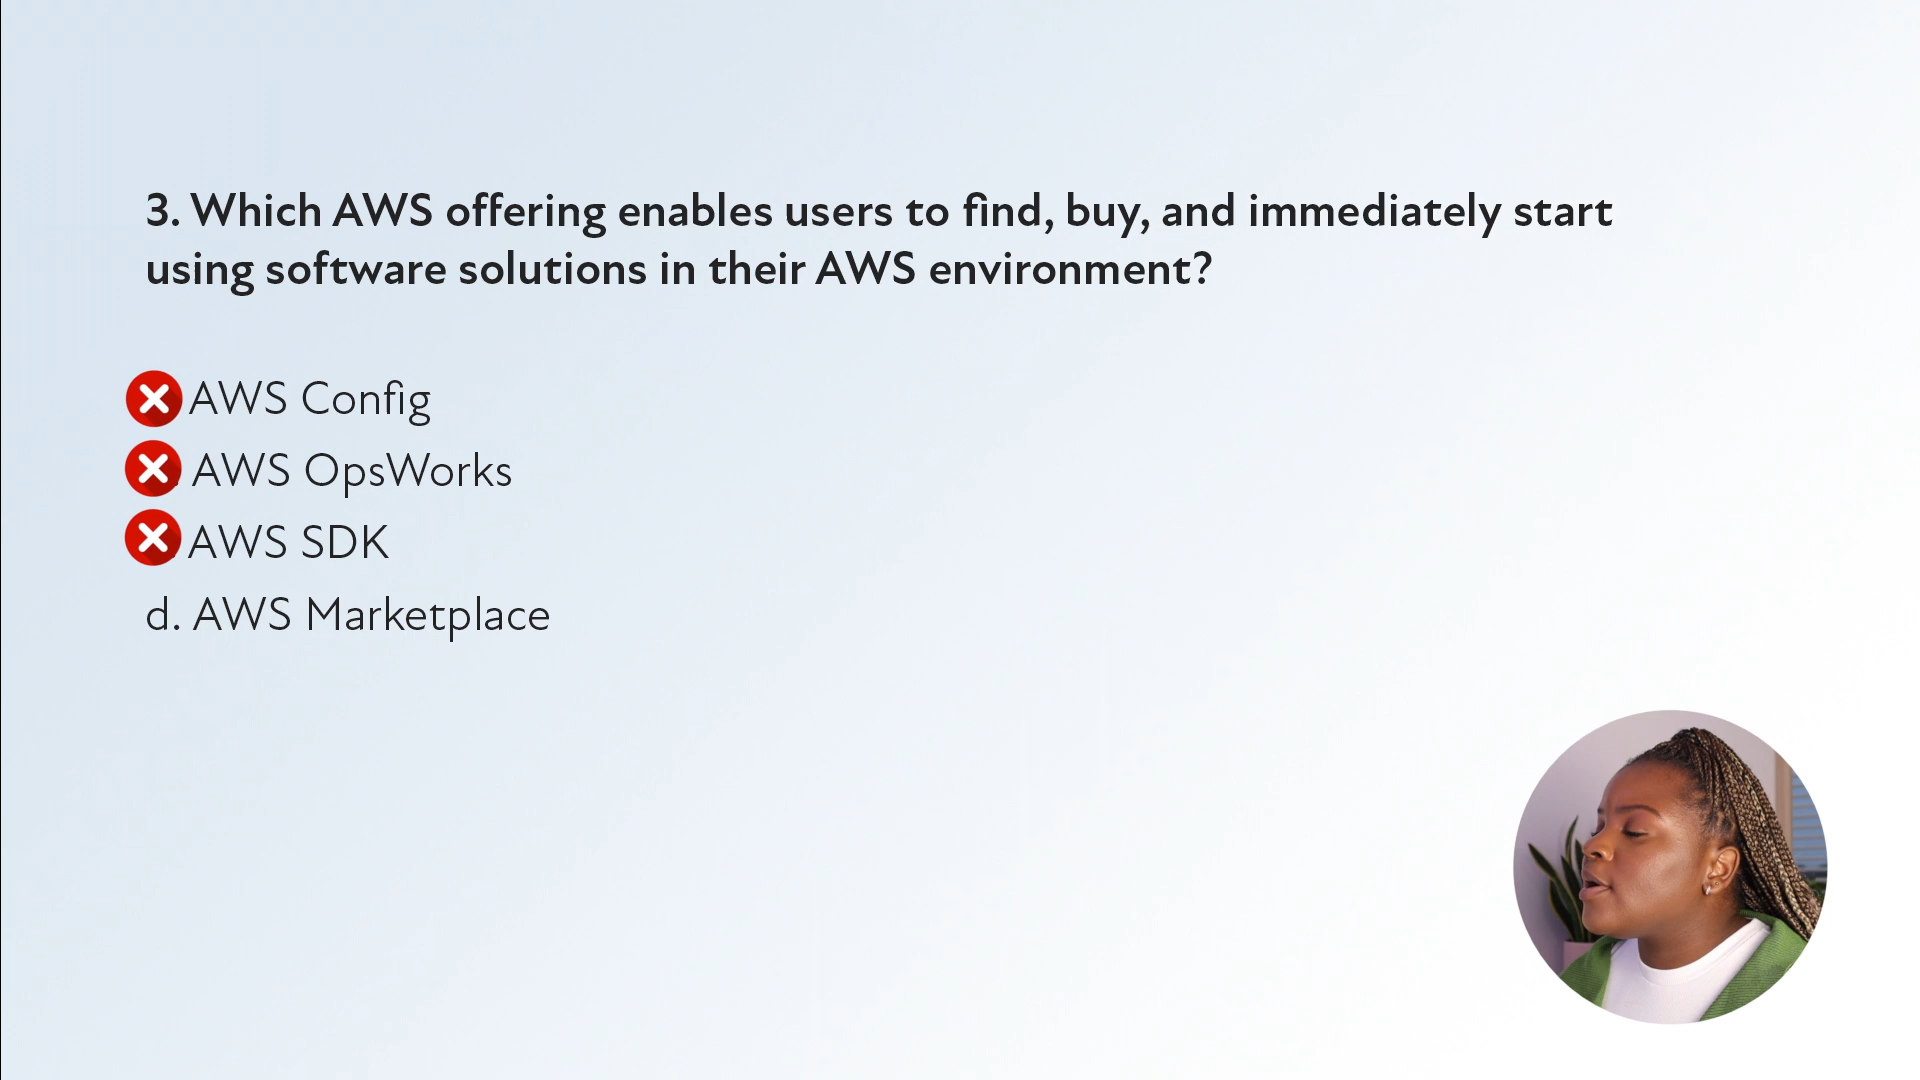 3. Which AWS offering enables users to find, buy, and immediately start
using software solutions in their AWS environment?
AWS Config
AWS OpsWorks
AWS SDK
d. AWS Marketplace